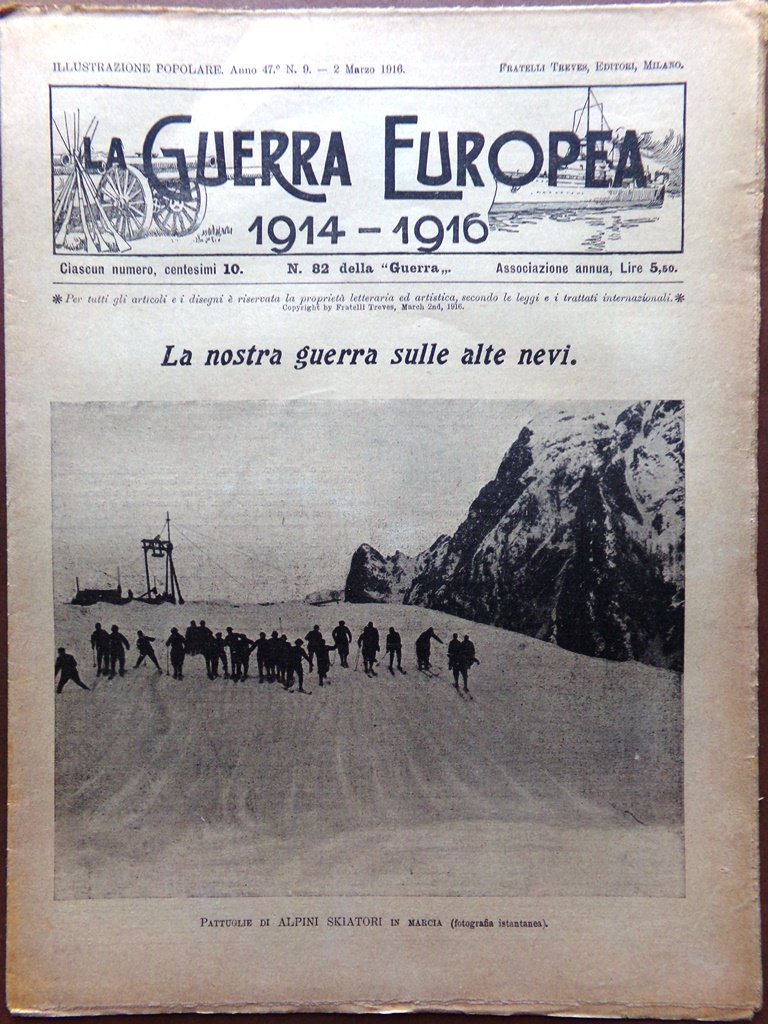 ILLUSTRAZIONE POPOLARE. Anno 47.° N. 9. — 2 Marzo 1916. FRATELLI TREVES, EDITORI, MILANO.
LA GUERRA EUROPEA
1914 - 1916
Ciascun numero, centesimi 10. N. 82 della "Guerra„. Associazione annua, Lire 5,50.
* Per tutti gli articoli e i disegni è riservata la proprietà letteraria ed artistica, secondo le leggi e i trattati internazionali. *
Copyright by Fratelli Treves, March 2nd, 1916.
La nostra guerra sulle alte nevi.
PATTUGLIE DI ALPINI SKIATORI IN MARCIA (fotografia istantanea).